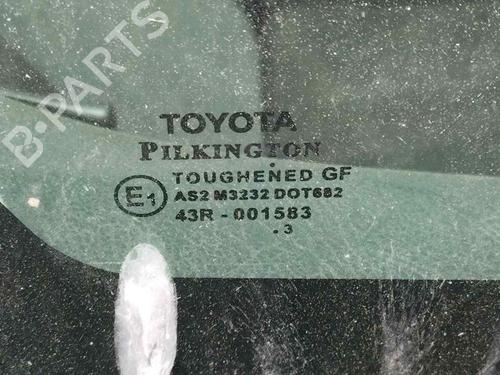 B-PARTS
TOYOTA
PILKINGTON
TOUGHENED GF
E1 AS2 M3232 DOT682
43R - 001583
.3